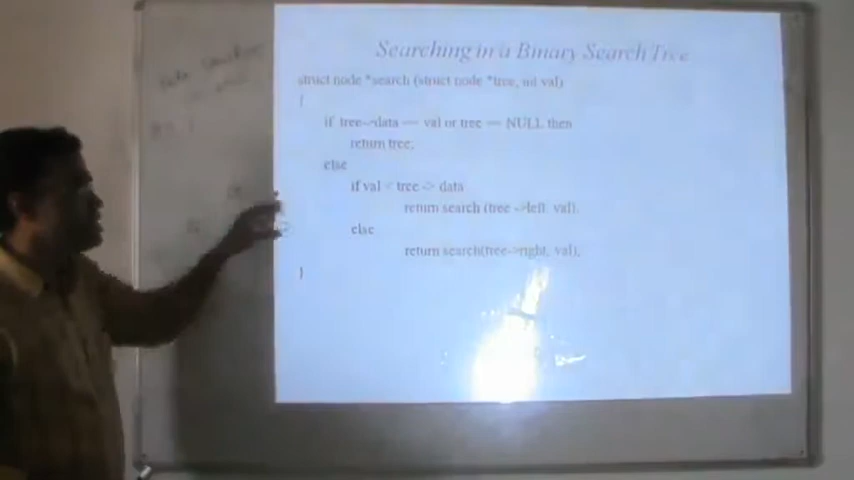 Searching in a Binary Search Tree
struct node *search (struct node *tree, int val)
{
if tree->data == val or tree == NULL then
return tree;
else
if val < tree -> data
return search (tree ->left, val);
else
return search(tree->right, val);
}